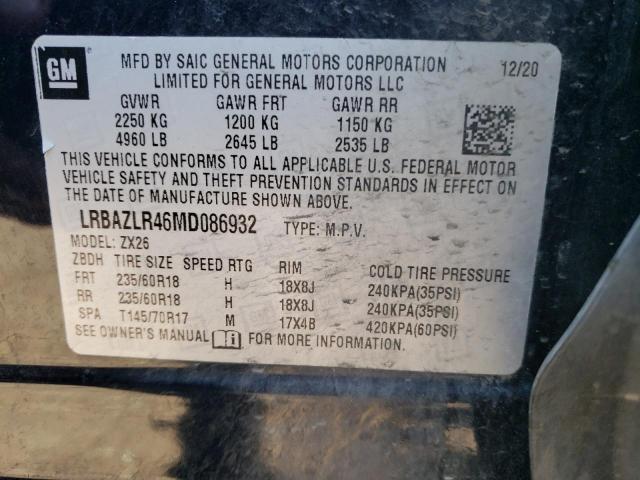 GM
MFD BY SAIC GENERAL MOTORS CORPORATION 12/20
LIMITED FOR GENERAL MOTORS LLC
GVWR GAWR FRT GAWR RR
2250 KG 1200 KG 1150 KG
4960 LB 2645 LB 2535 LB
THIS VEHICLE CONFORMS TO ALL APPLICABLE U.S. FEDERAL MOTOR
VEHICLE SAFETY AND THEFT PREVENTION STANDARDS IN EFFECT ON
THE DATE OF MANUFACTURE SHOWN ABOVE.
LRBAZLR46MD086932 TYPE: M.P.V.
MODEL: ZX26
ZBDH TIRE SIZE SPEED RTG RIM COLD TIRE PRESSURE
FRT 235/60R18 H 18X8J 240KPA(35PSI)
RR 235/60R18 H 18X8J 240KPA(35PSI)
SPA T145/70R17 M 17X4B 420KPA(60PSI)
SEE OWNER'S MANUAL FOR MORE INFORMATION.